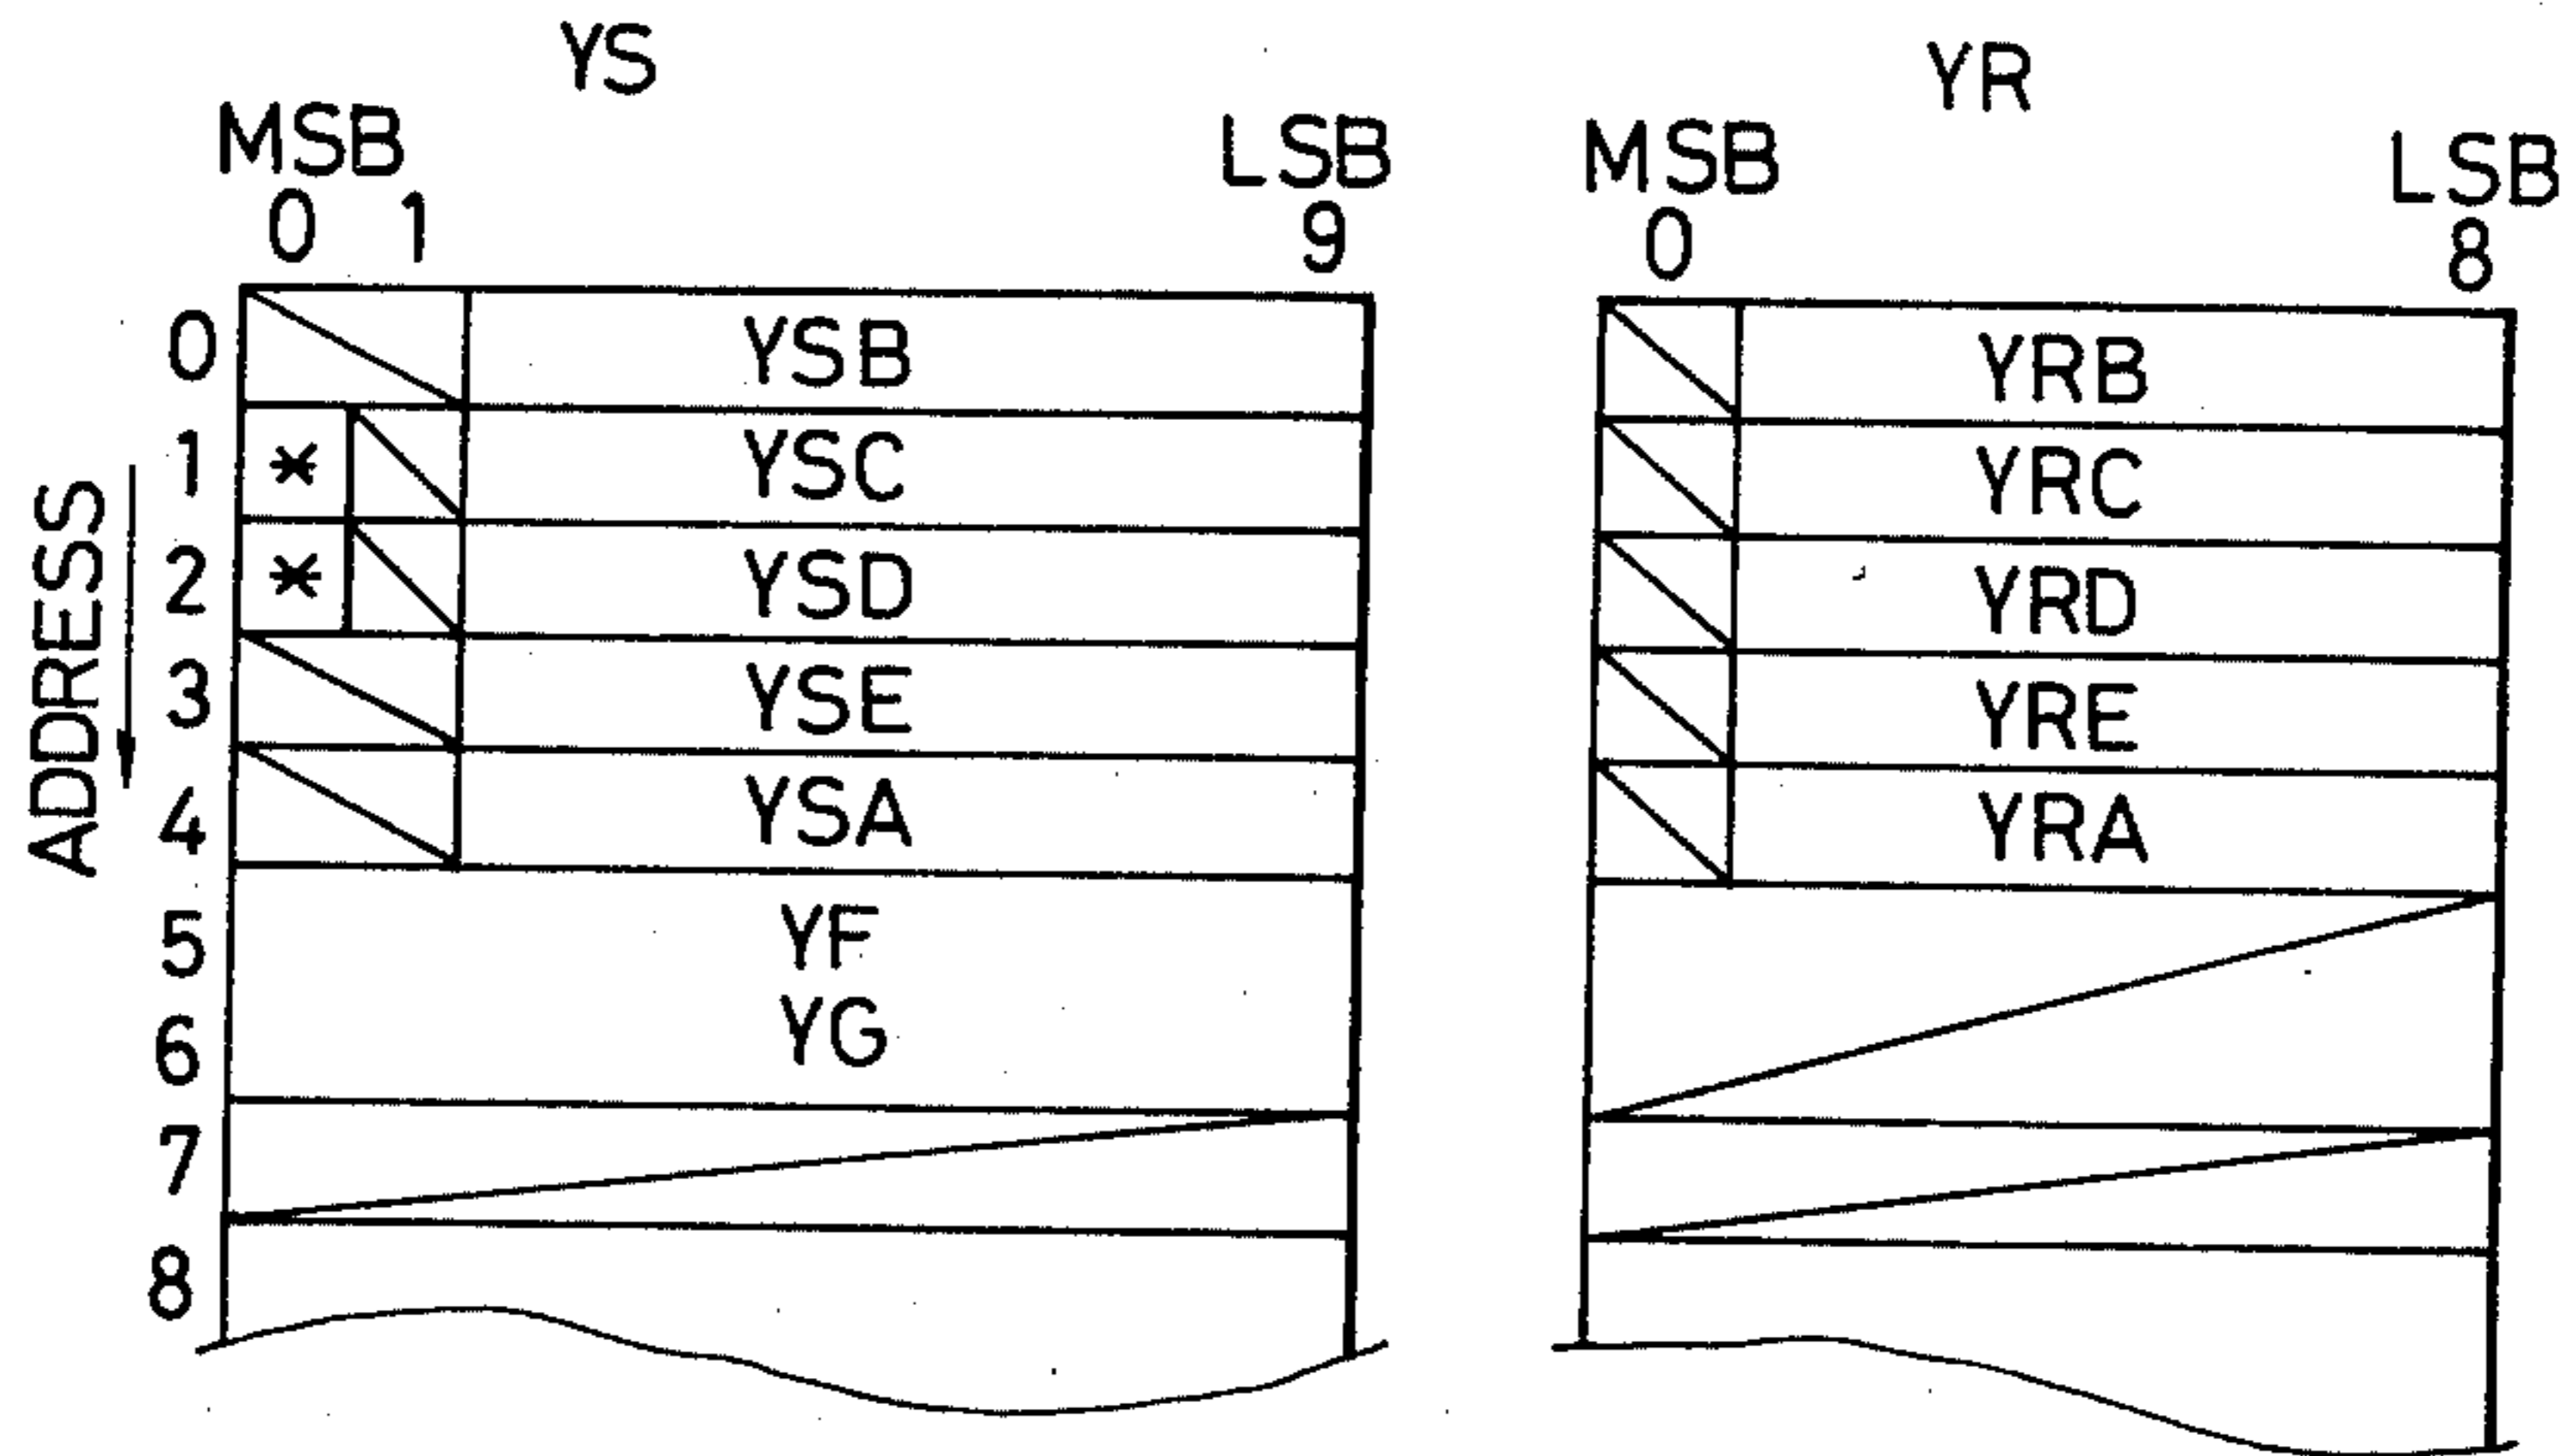 YS YR
MSB LSB MSB LSB
0 1 9 0 8
0 YSB YRB
1 * YSC YRC
2 * YSD YRD
3 YSE YRE
4 YSA YRA
5 YF
6 YG
7
8
ADDRESS